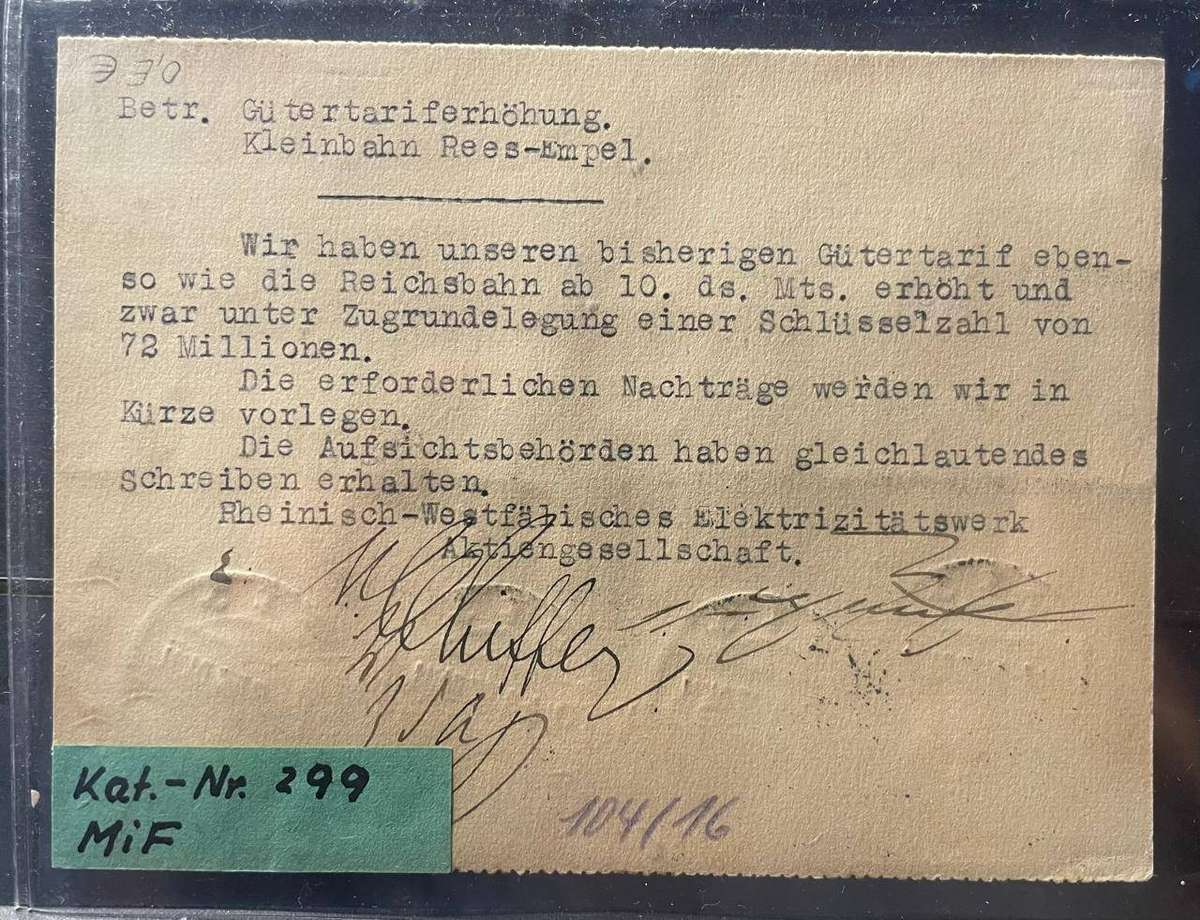 Betr. Gütertariferhöhung.
Kleinbahn Rees-Empel.
Wir haben unseren bisherigen Gütertarif eben-
so wie die Reichsbahn ab 10. ds. Mts. erhöht und
zwar unter Zugrundelegung einer Schlüsselzahl von
72 Millionen.
Die erforderlichen Nachträge werden wir in
Kürze vorlegen.
Die Aufsichtsbehörden haben gleichlautendes
Schreiben erhalten.
Rheinisch-Westfälisches Elektrizitätswerk
Aktiengesellschaft.
Kat.-Nr. 299
MiF
104/16